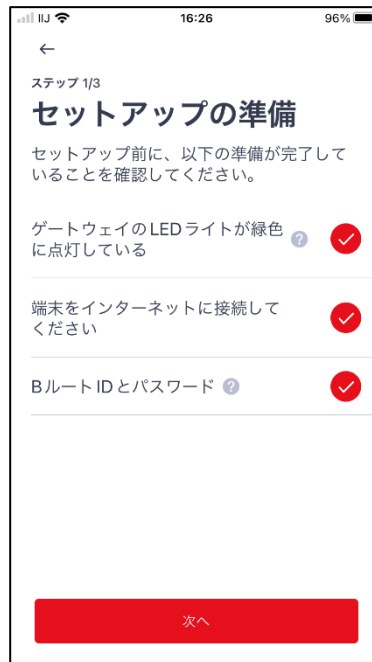 IIJ 16:26 96%
←
ステップ 1/3
セットアップの準備
セットアップ前に、以下の準備が完了して
いることを確認してください。
ゲートウェイのLEDライトが緑色
に点灯している ?
端末をインターネットに接続して
ください
BルートIDとパスワード ?
次へ